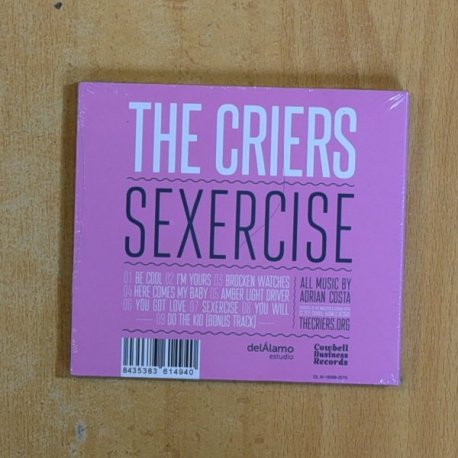 THE CRIERS
SEXERCISE
01 BE COOL 02 I'M YOURS 03 BROCKEN WATCHES
04 HERE COMES MY BABY 05 AMBER LIGHT DRIVER
06 YOU GOT LOVE 07 SEXERCISE 08 YOU WILL
09 DO THE KID (BONUS TRACK)
ALL MUSIC BY
ADRIAN COSTA
THECRIERS.ORG
8435383 614940
delÁlamo
estudio
Cowbell
Business
Records